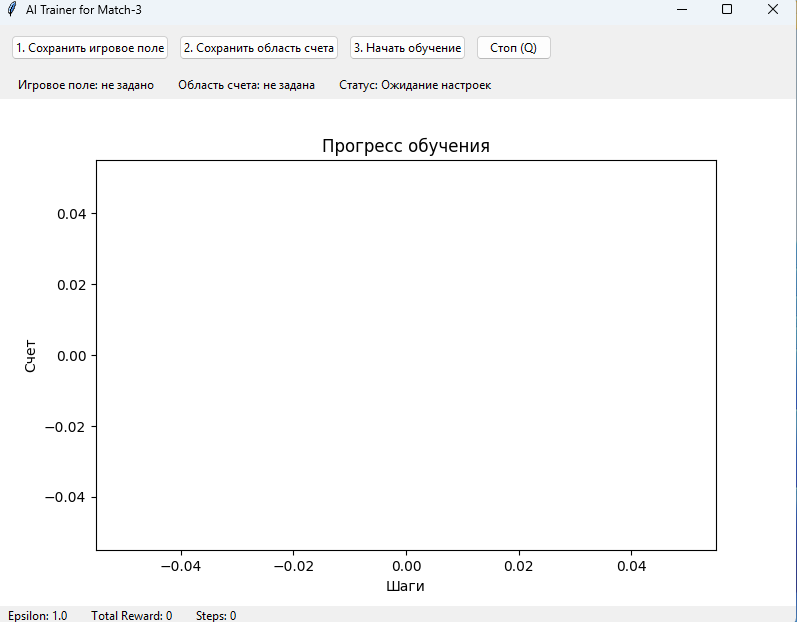 AI Trainer for Match-3
1. Сохранить игровое поле 2. Сохранить область счета 3. Начать обучение Стоп (Q)
Игровое поле: не задано Область счета: не задана Статус: Ожидание настроек
Прогресс обучения
0.04
0.02
0.00
−0.02
−0.04
Счет
−0.04 −0.02 0.00 0.02 0.04
Шаги
Epsilon: 1.0 Total Reward: 0 Steps: 0